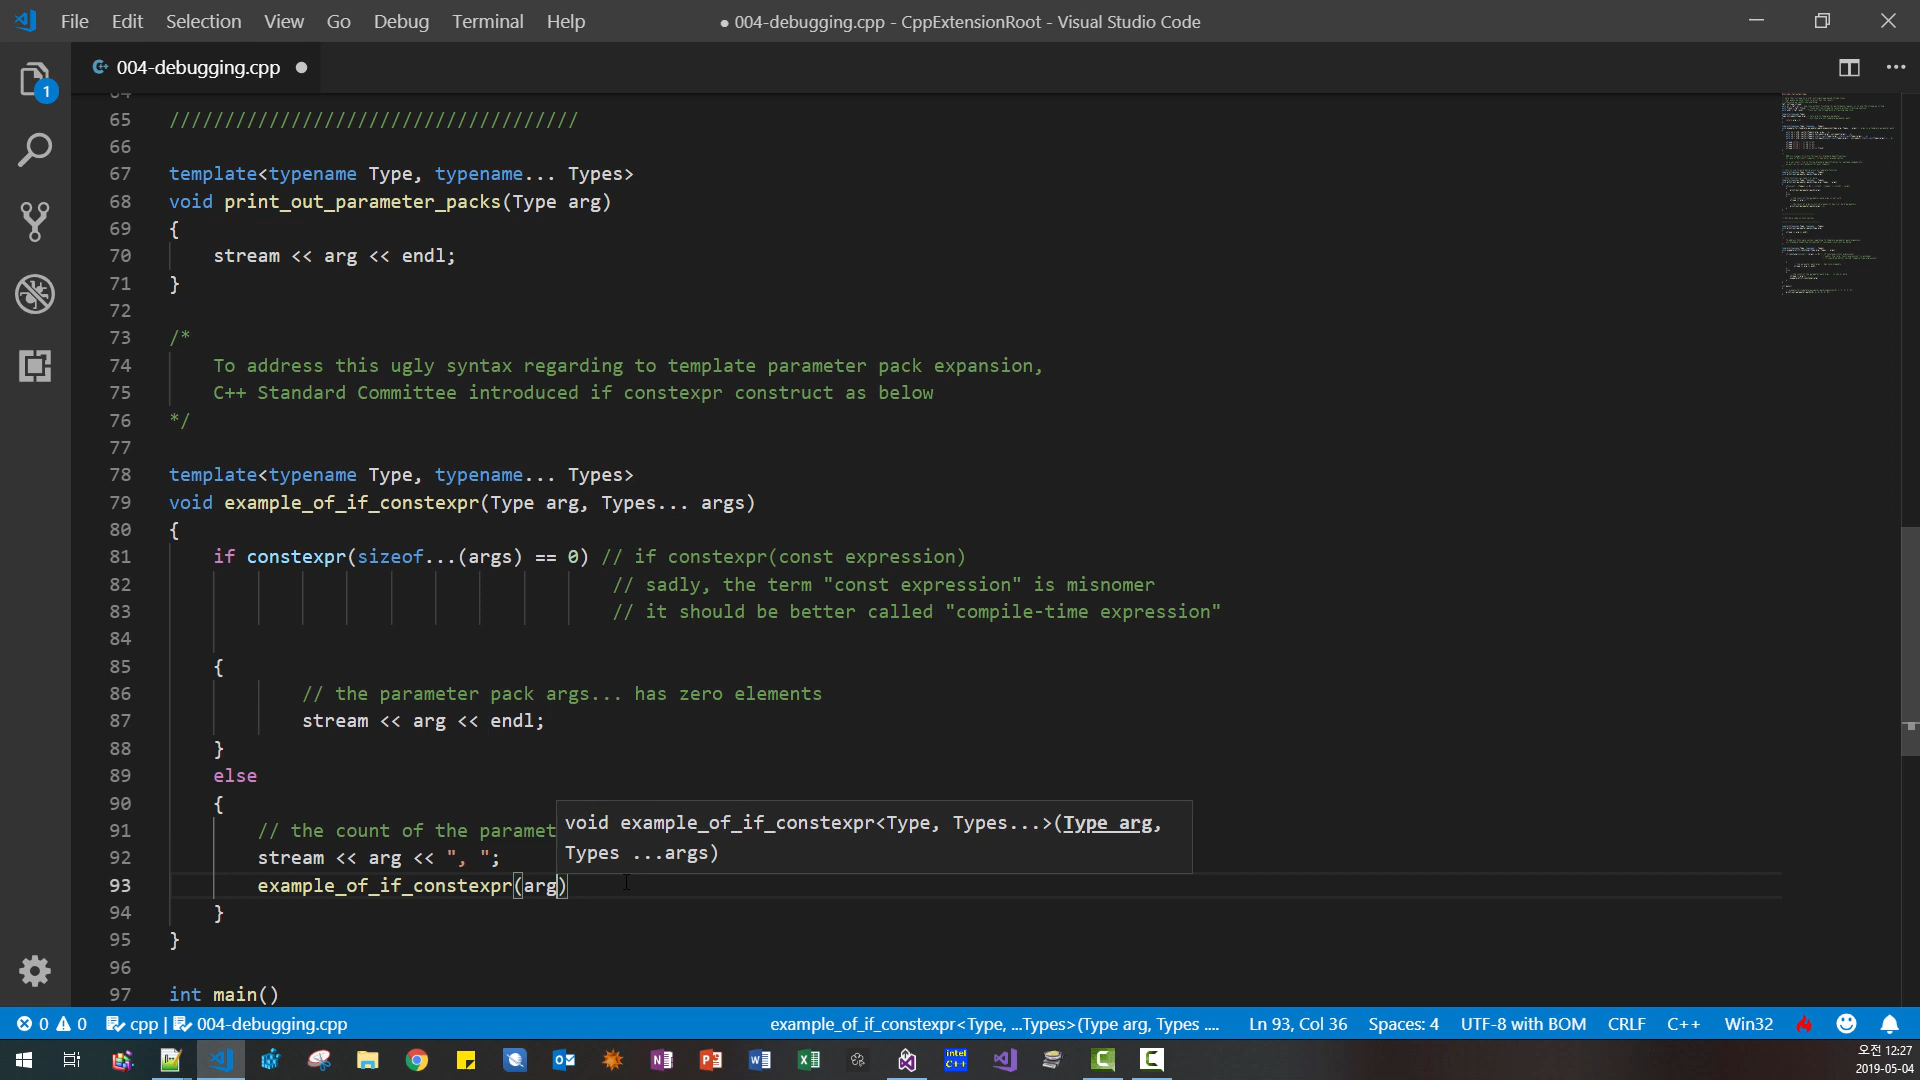 File Edit Selection View Go Debug Terminal Help
● 004-debugging.cpp - CppExtensionRoot - Visual Studio Code
004-debugging.cpp ●
1
64
65 /////////////////////////////////////
66
67 template<typename Type, typename... Types>
68 void print_out_parameter_packs(Type arg)
69 {
70 stream << arg << endl;
71 }
72
73 /*
74 To address this ugly syntax regarding to template parameter pack expansion,
75 C++ Standard Committee introduced if constexpr construct as below
76 */
77
78 template<typename Type, typename... Types>
79 void example_of_if_constexpr(Type arg, Types... args)
80 {
81 if constexpr(sizeof...(args) == 0) // if constexpr(const expression)
82 // sadly, the term "const expression" is misnomer
83 // it should be better called "compile-time expression"
84
85 {
86 // the parameter pack args... has zero elements
87 stream << arg << endl;
88 }
89 else
90 {
void example_of_if_constexpr<Type, Types...>(Type arg,
Types ...args)
91 // the count of the paramet
92 stream << arg << ", ";
93 example_of_if_constexpr(arg)
94 }
95 }
96
97 int main()
0 0 cpp | 004-debugging.cpp example_of_if_constexpr<Type, ...Types>(Type arg, Types .... Ln 93, Col 36 Spaces: 4 UTF-8 with BOM CRLF C++ Win32
오전 12:27
2019-05-04